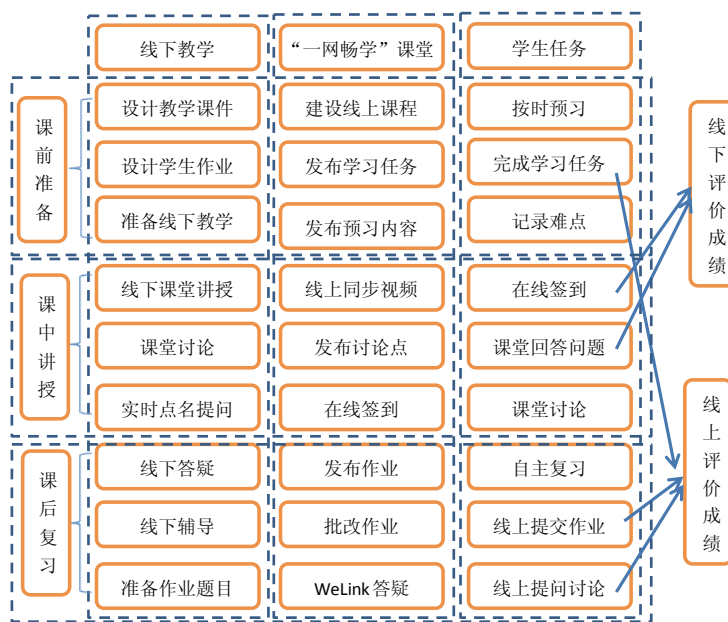 线下教学
“一网畅学”课堂
学生任务
课前准备
设计教学课件
建设线上课程
按时预习
设计学生作业
发布学习任务
完成学习任务
准备线下教学
发布预习内容
记录难点
线下评价成绩
课中讲授
线下课堂讲授
线上同步视频
在线签到
课堂讨论
发布讨论点
课堂回答问题
实时点名提问
在线签到
课堂讨论
线上评价成绩
课后复习
线下答疑
发布作业
自主复习
线下辅导
批改作业
线上提交作业
准备作业题目
WeLink 答疑
线上提问讨论